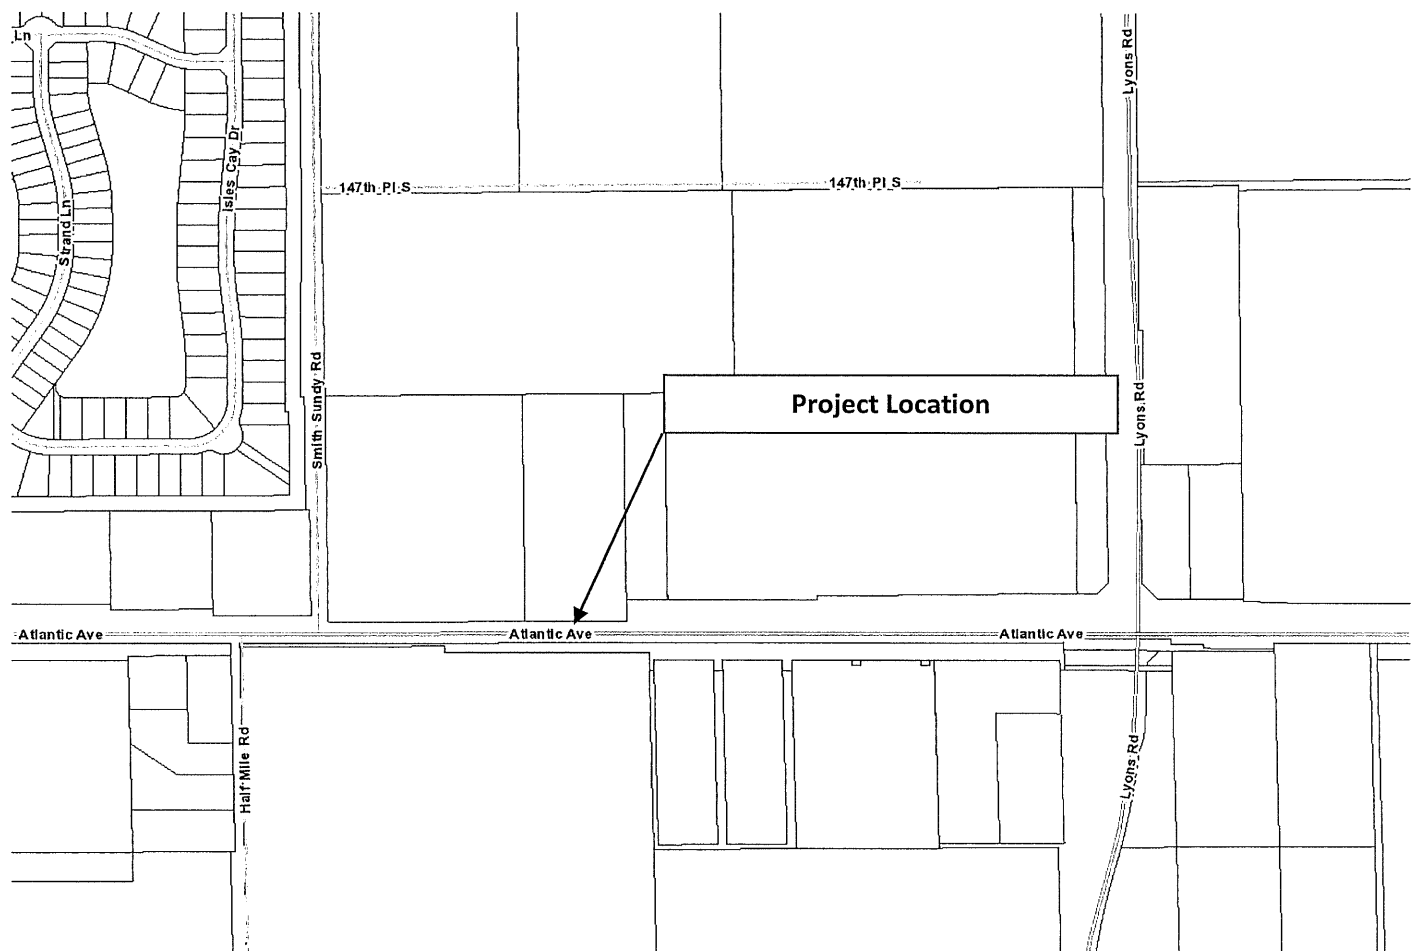 Ln
Lyons Rd
Isles Cay Dr
147th Pl S
147th Pl S
Strand Ln
Smith Sundy Rd
Project Location
Lyons Rd
Atlantic Ave
Atlantic Ave
Atlantic Ave
Half Mile Rd
Lyons Rd